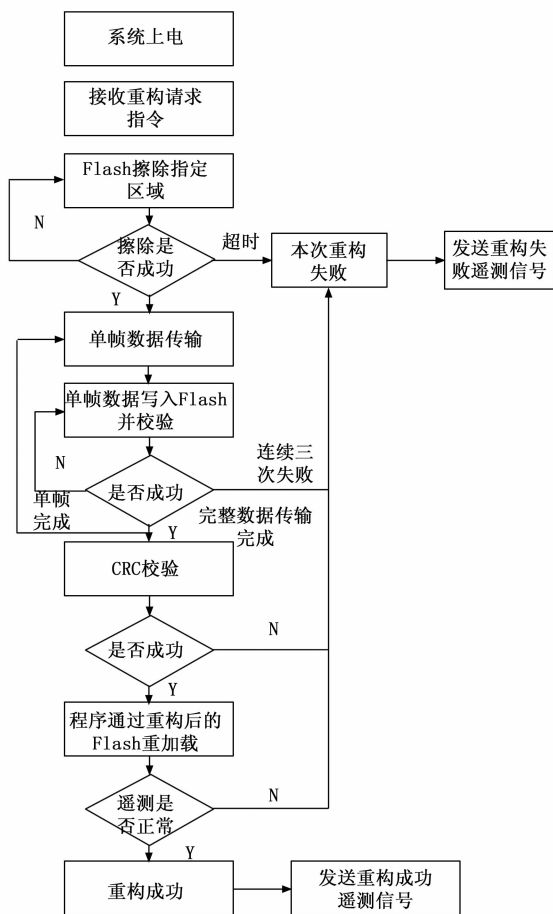 系统上电
接收重构请求
指令
Flash擦除指定
区域
N
擦除是
否成功
超时
本次重构
失败
发送重构失
败遥测信号
Y
单帧数据传输
单帧数据写入Flash
并校验
N
是否成功
连续三
次失败
单帧
完成
Y
完整数据传输
完成
CRC校验
是否成功
N
Y
程序通过重构后的
Flash重加载
遥测是
否正常
N
Y
重构成功
发送重构成功
遥测信号